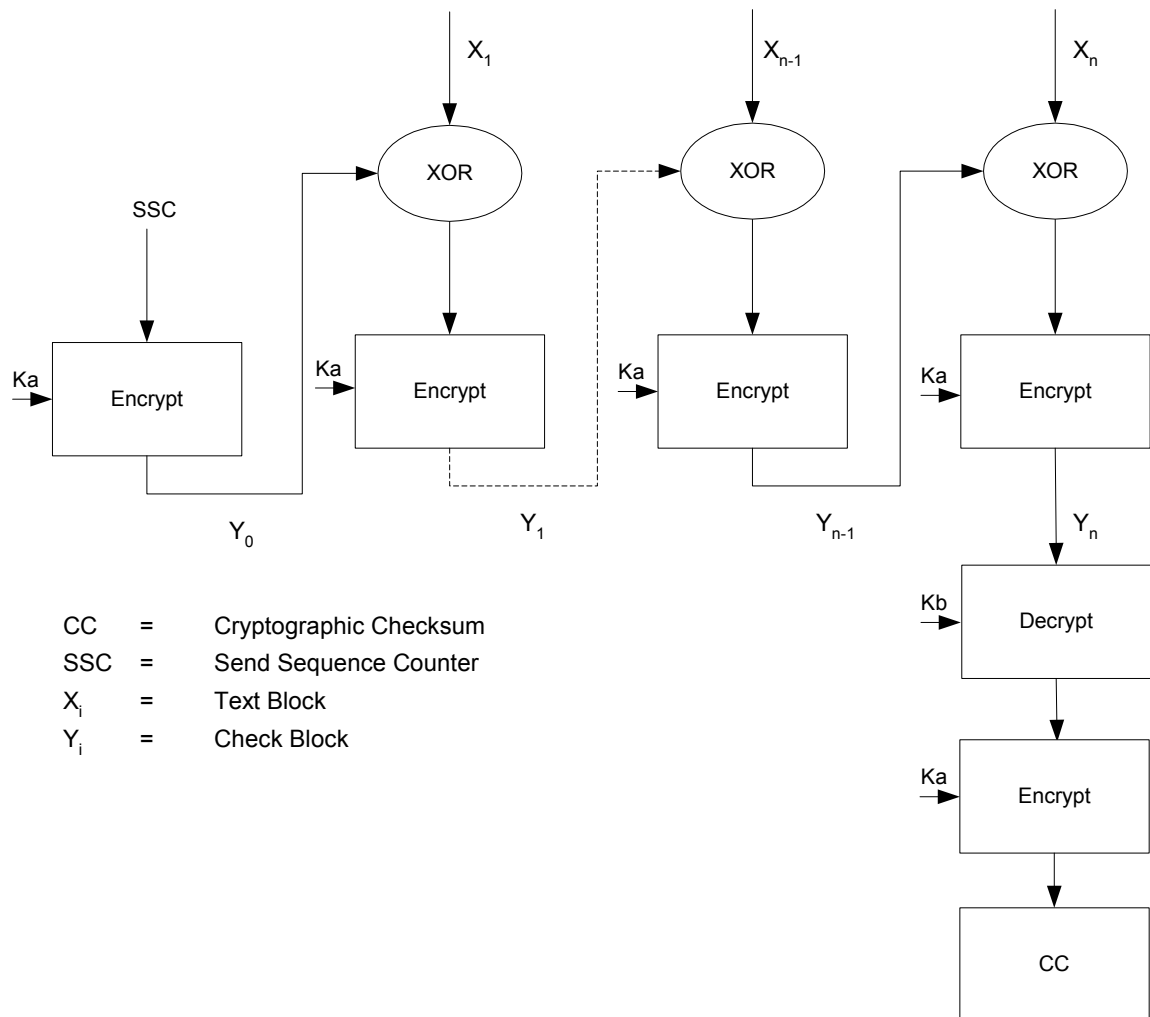 X1
Xn-1
Xn
XOR
XOR
XOR
SSC
Ka
Encrypt
Ka
Encrypt
Ka
Encrypt
Ka
Encrypt
Y0
Y1
Yn-1
Yn
Kb
Decrypt
CC = Cryptographic Checksum
SSC = Send Sequence Counter
Xi = Text Block
Yi = Check Block
Ka
Encrypt
CC